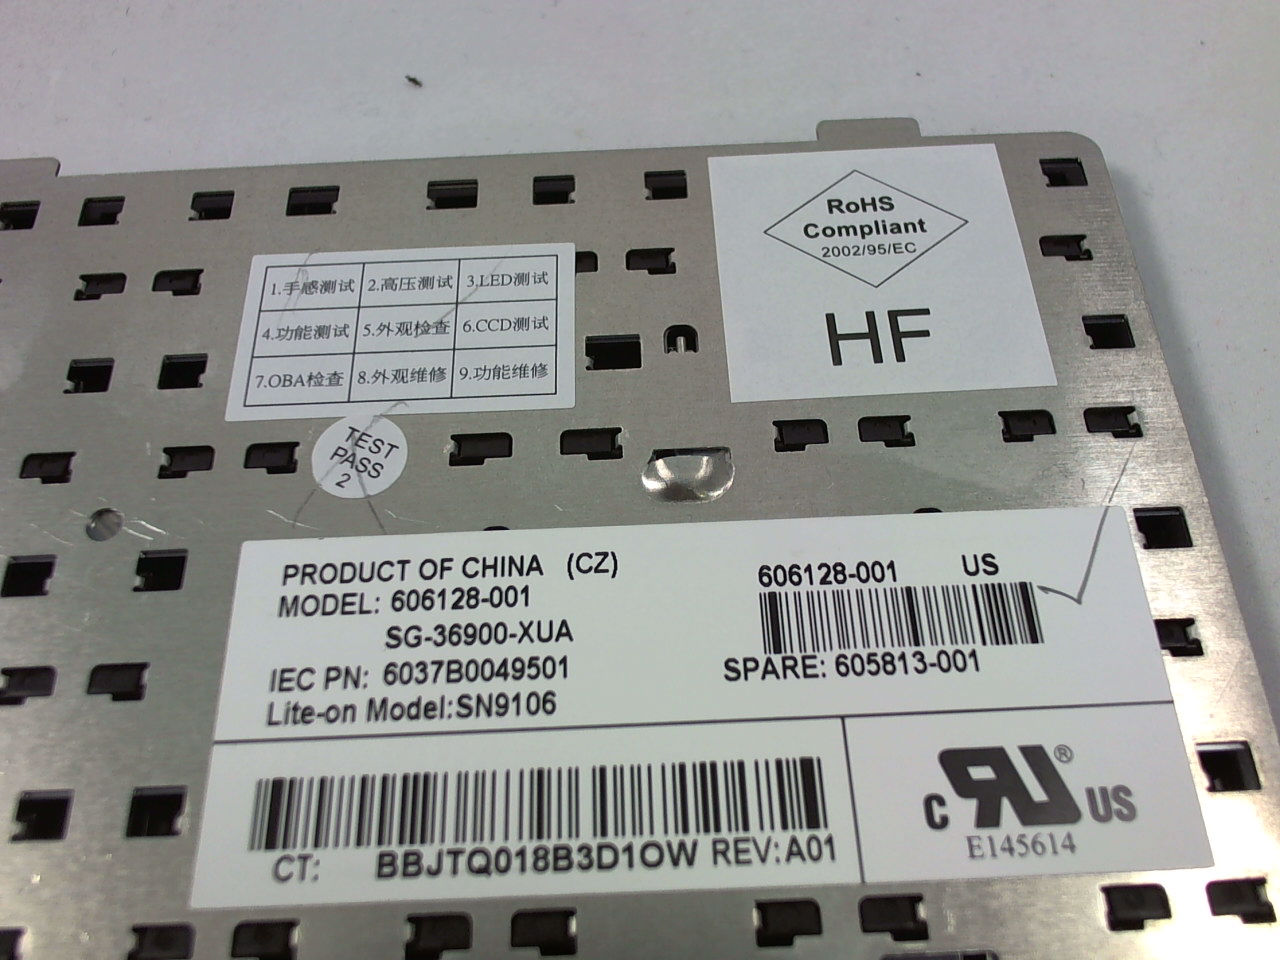 RoHS
Compliant
2002/95/EC
HF
1.手感测试 2.高压测试 3.LED测试
4.功能测试 5.外观检查 6.CCD测试
7.OBA检查 8.外观维修 9.功能维修
TEST
PASS
2
PRODUCT OF CHINA (CZ)
MODEL: 606128-001
SG-36900-XUA
IEC PN: 6037B0049501
Lite-on Model:SN9106
606128-001 US
SPARE: 605813-001
CT: BBJTQ018B3D1OW REV:A01
C RU ® US
E145614